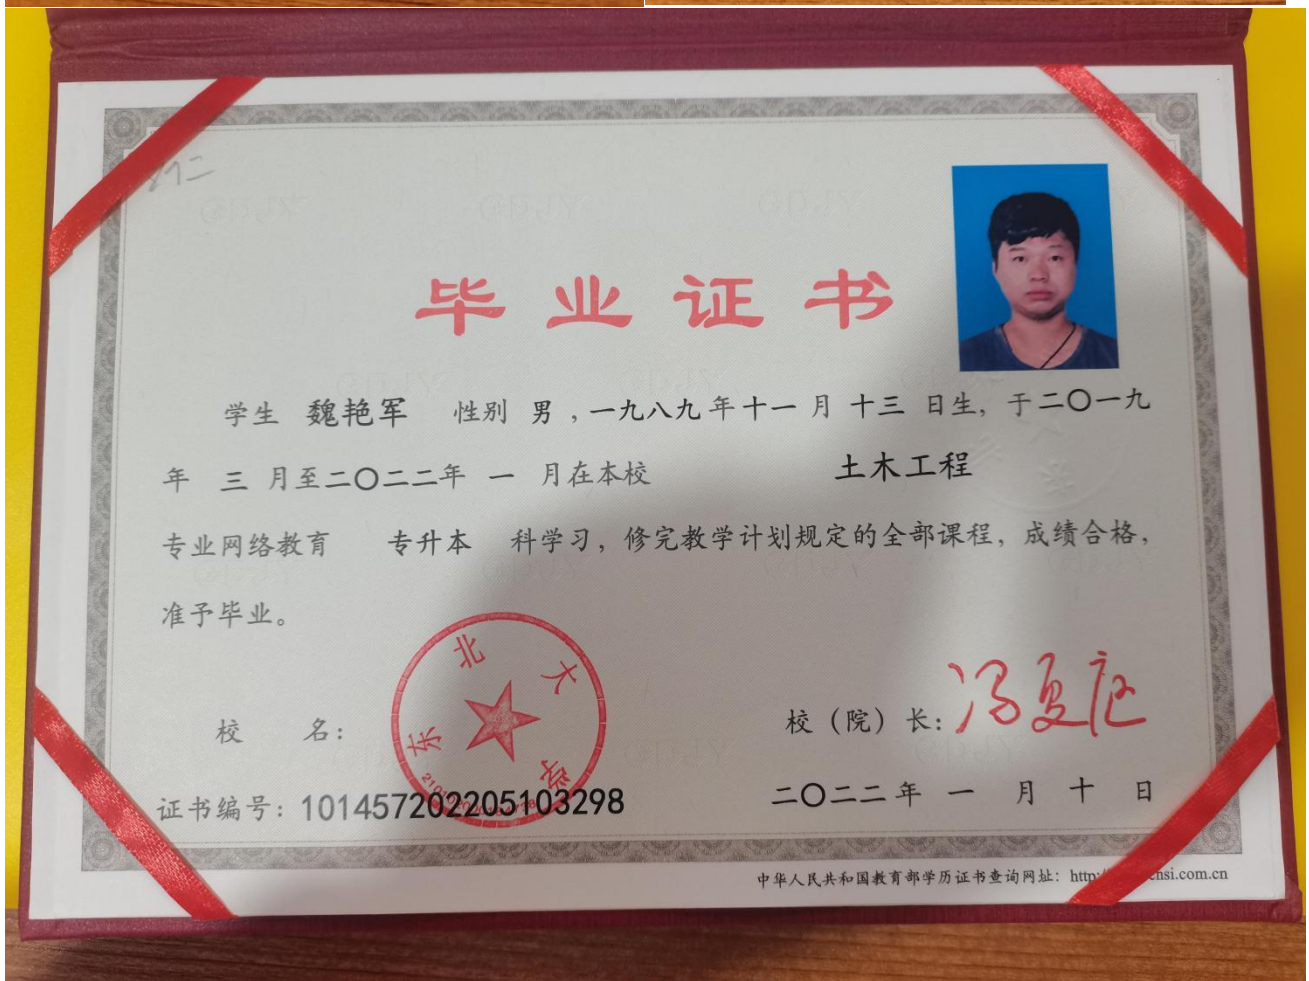 毕业证书
学生 魏艳军 性别 男 ,一九八九年十一月十三日生，于二〇一九
年 三 月至二〇二二年 一 月在本校 土木工程
专业网络教育 专升本 科学习，修完教学计划规定的全部课程，成绩合格，
准予毕业。
东北大学
校 名：
校（院）长：冯夏庭
证书编号：101457202205103298
二〇二二年 一 月 十 日
中华人民共和国教育部学历证书查询网址：http:/ hsi.com.cn